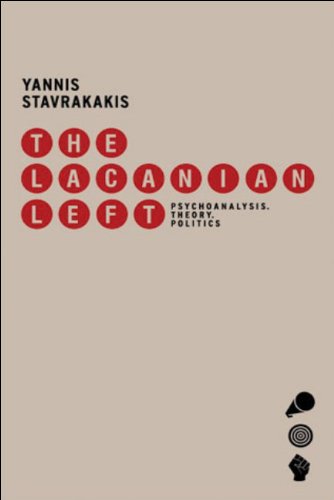 YANNIS
STAVRAKAKIS
THE
LACANIAN
LEFT
PSYCHOANALYSIS.
THEORY.
POLITICS